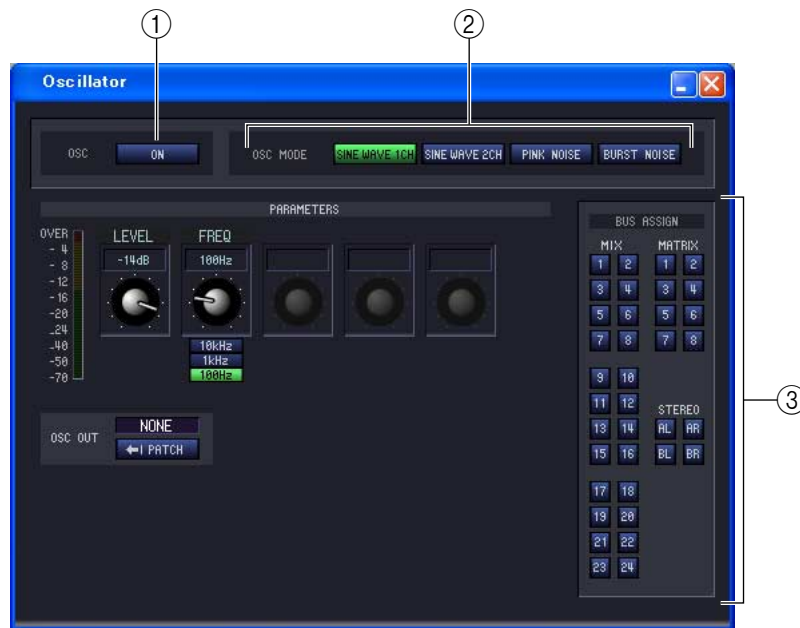 1
2
Oscillator
OSC ON
OSC MODE SINE WAVE 1CH SINE WAVE 2CH PINK NOISE BURST NOISE
PARAMETERS
OVER
- 4
- 8
-12
-16
-20
-24
-40
-50
-70
LEVEL
-14dB
FREQ
100Hz
10kHz
1kHz
100Hz
OSC OUT
NONE
PATCH
BUS ASSIGN
MIX MATRIX
1 2 1 2
3 4 3 4
5 6 5 6
7 8 7 8
9 10
11 12 STEREO
13 14 AL AR
15 16 BL BR
17 18
19 20
21 22
23 24
3